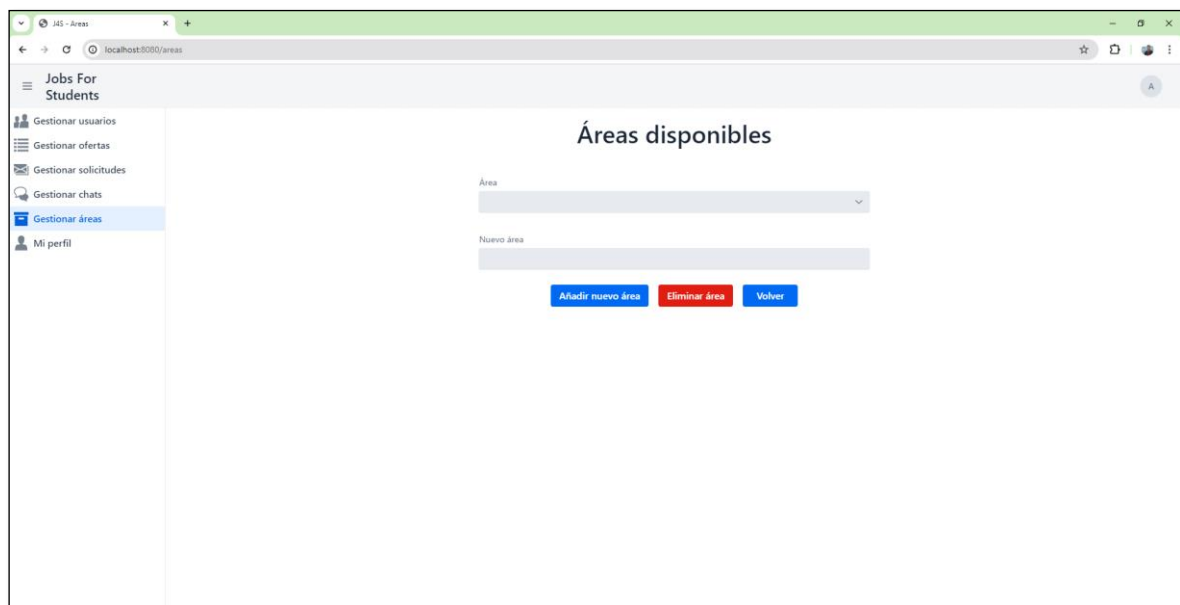 J4S - Areas
localhost:8080/areas
Jobs For
Students
A
Gestionar usuarios
Gestionar ofertas
Gestionar solicitudes
Gestionar chats
Gestionar áreas
Mi perfil
Áreas disponibles
Área
Nuevo área
Añadir nuevo área
Eliminar área
Volver